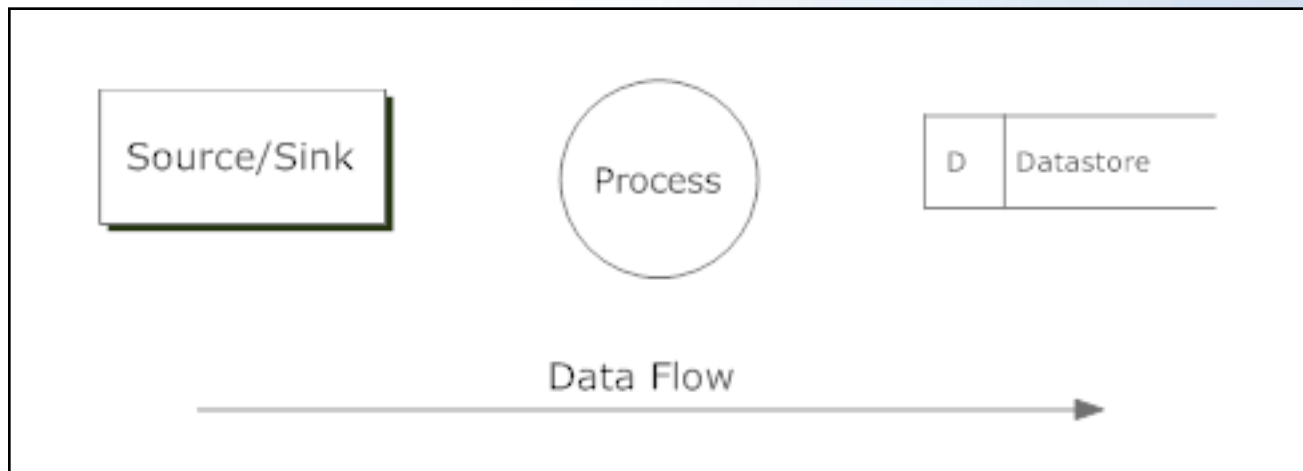 Source/Sink
Process
D
Datastore
Data Flow